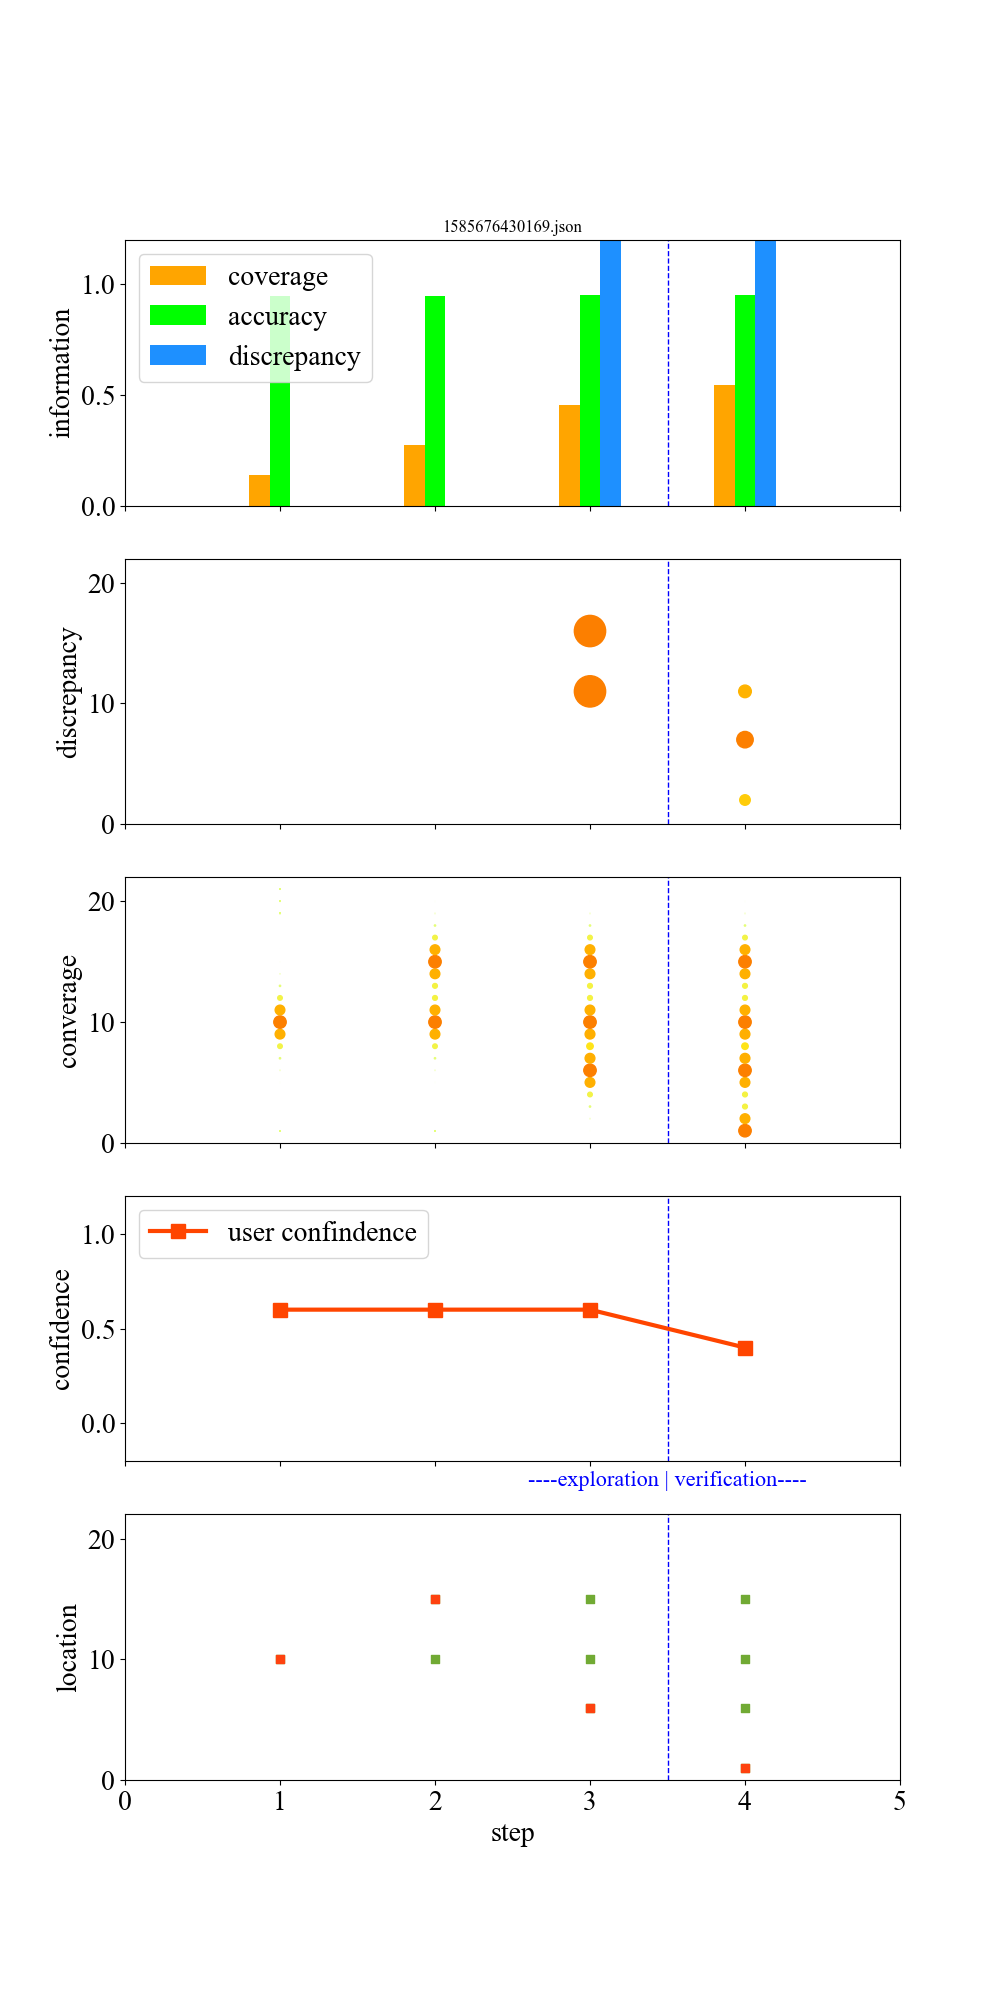 1585676430169.json
1.0
0.5
0.0
information
coverage
accuracy
discrepancy
20
10
0
discrepancy
20
10
0
converage
1.0
0.5
0.0
confidence
user confindence
----exploration | verification----
20
10
0
location
0 1 2 3 4 5
step